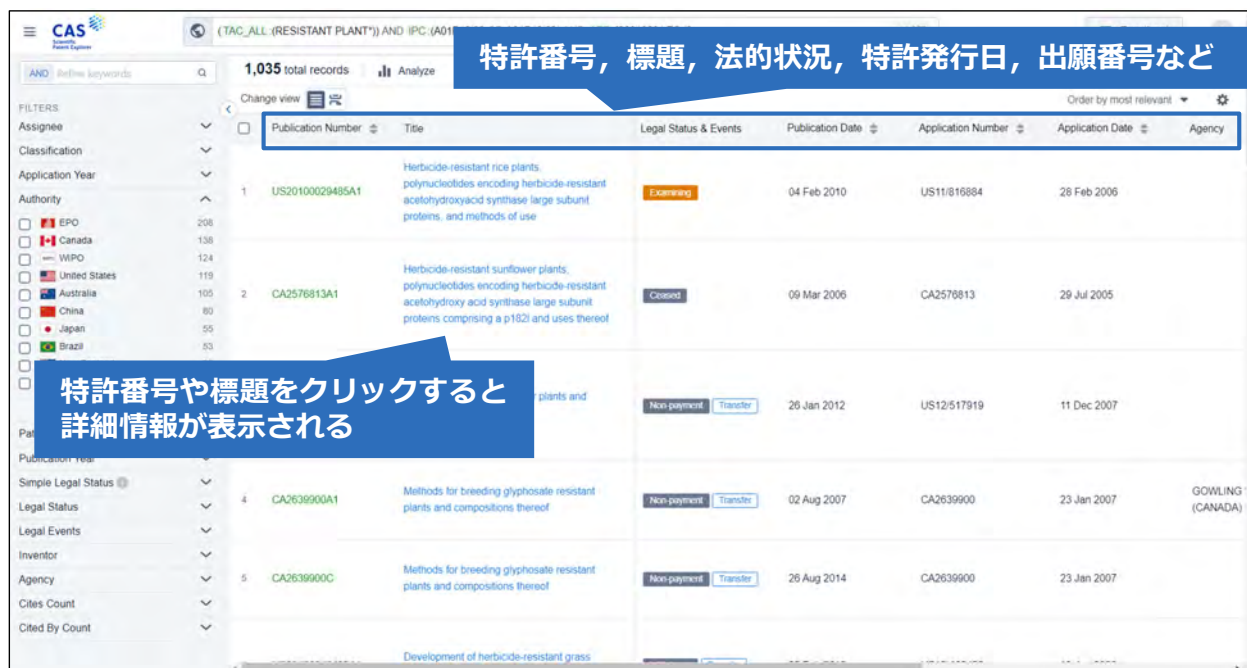 CAS
Scientific
Patent Explorer
(TAC_ALL:(RESISTANT PLANT*)) AND IPC:(A01
特許番号，標題，法的状況，特許発行日，出願番号など
AND Refine keywords
1,035 total records
Analyze
FILTERS
Change view
Order by most relevant
Assignee
Classification
Application Year
Authority
EPO 208
Canada 138
WIPO 124
United States 119
Australia 105
China 80
Japan 55
Brazil 53
Publication Year
Simple Legal Status
Legal Status
Legal Events
Inventor
Agency
Cites Count
Cited By Count
Publication Number Title Legal Status & Events Publication Date Application Number Application Date Agency
1 US20100029485A1
Herbicide-resistant rice plants,
polynucleotides encoding herbicide-resistant
acetohydroxyacid synthase large subunit
proteins, and methods of use
Examining 04 Feb 2010 US11/816884 28 Feb 2006
2 CA2576813A1
Herbicide-resistant sunflower plants,
polynucleotides encoding herbicide-resistant
acetohydroxy acid synthase large subunit
proteins comprising a p182l and uses thereof
Ceased 09 Mar 2006 CA2576813 29 Jul 2005
特許番号や標題をクリックすると
詳細情報が表示される
plants and
Non-payment Transfer 26 Jan 2012 US12/517919 11 Dec 2007
4 CA2639900A1
Methods for breeding glyphosate resistant
plants and compositions thereof
Non-payment Transfer 02 Aug 2007 CA2639900 23 Jan 2007
GOWLING
(CANADA)
5 CA2639900C
Methods for breeding glyphosate resistant
plants and compositions thereof
Non-payment Transfer 26 Aug 2014 CA2639900 23 Jan 2007
Development of herbicide-resistant grass